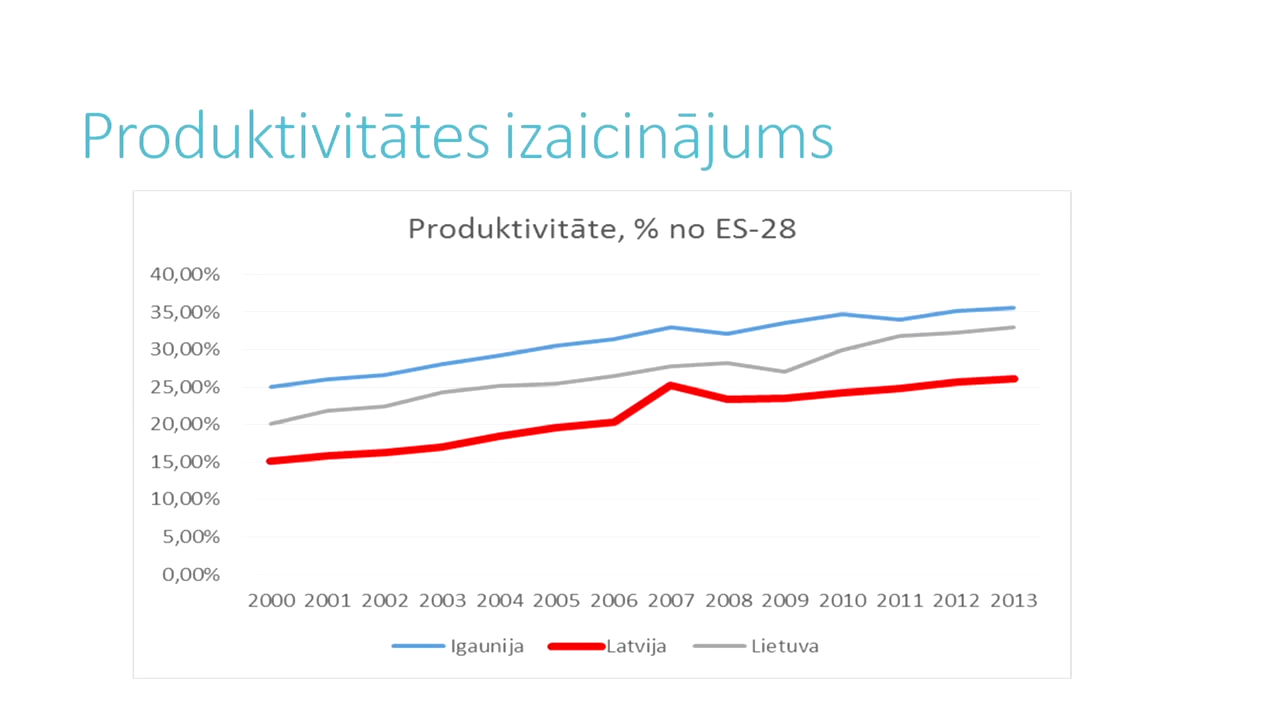 Produktivitātes izaicinājums
Produktivitāte, % no ES-28
40,00%
35,00%
30,00%
25,00%
20,00%
15,00%
10,00%
5,00%
0,00%
2000 2001 2002 2003 2004 2005 2006 2007 2008 2009 2010 2011 2012 2013
Igaunija Latvija Lietuva